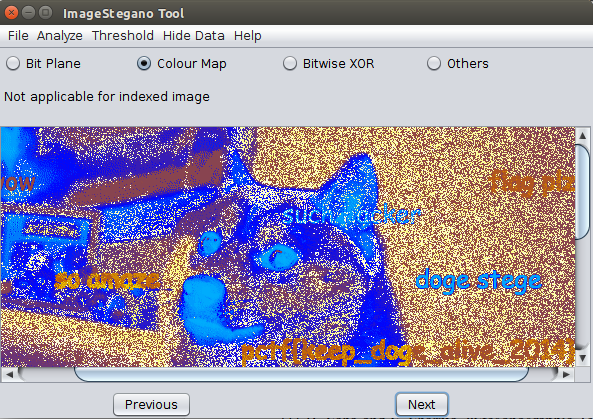 ImageStegano Tool
File Analyze Threshold Hide Data Help
Bit Plane Colour Map Bitwise XOR Others
Not applicable for indexed image
wow flag plz
such hacker
so amaze doge stege
pctf{keep_doge_alive_2014}
Previous Next